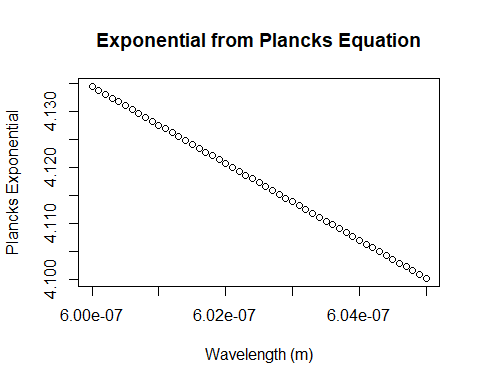 Exponential from Plancks Equation
Plancks Exponential
4.130
4.120
4.110
4.100
6.00e-07 6.02e-07 6.04e-07
Wavelength (m)